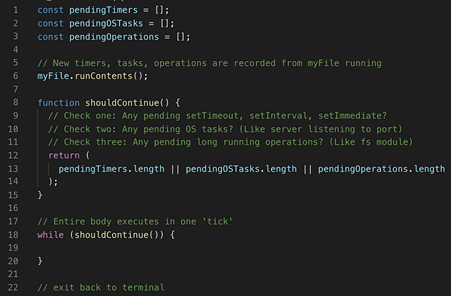 1 const pendingTimers = [];
2 const pendingOSTasks = [];
3 const pendingOperations = [];
4
5 // New timers, tasks, operations are recorded from myFile running
6 myFile.runContents();
7
8 function shouldContinue() {
9 // Check one: Any pending setTimeout, setInterval, setImmediate?
10 // Check two: Any pending OS tasks? (Like server listening to port)
11 // Check three: Any pending long running operations? (Like fs module)
12 return (
13 pendingTimers.length || pendingOSTasks.length || pendingOperations.length
14 );
15 }
16
17 // Entire body executes in one 'tick'
18 while (shouldContinue()) {
19
20 }
21
22 // exit back to terminal